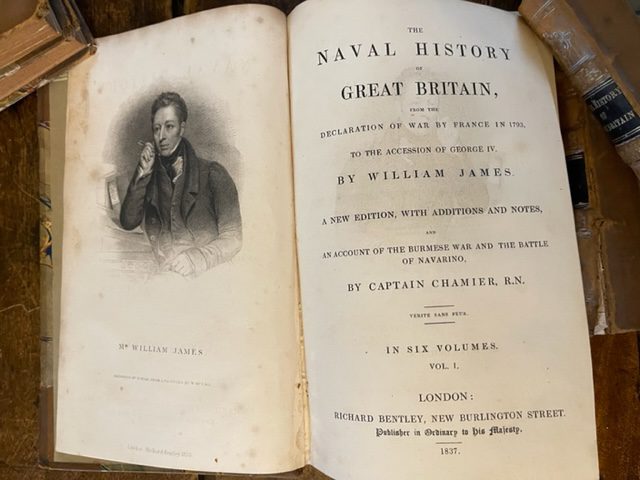 Mr WILLIAM JAMES
London. Richard Bentley
THE
NAVAL HISTORY
OF
GREAT BRITAIN,
FROM THE
DECLARATION OF WAR BY FRANCE IN 1793,
TO THE ACCESSION OF GEORGE IV.
BY WILLIAM JAMES.
A NEW EDITION, WITH ADDITIONS AND NOTES,
AND
AN ACCOUNT OF THE BURMESE WAR AND THE BATTLE
OF NAVARINO,
BY CAPTAIN CHAMIER, R.N.
VERITE SANS PEUR.
IN SIX VOLUMES.
VOL. I.
LONDON:
RICHARD BENTLEY, NEW BURLINGTON STREET.
Publisher in Ordinary to his Majesty.
1837.
HISTORY